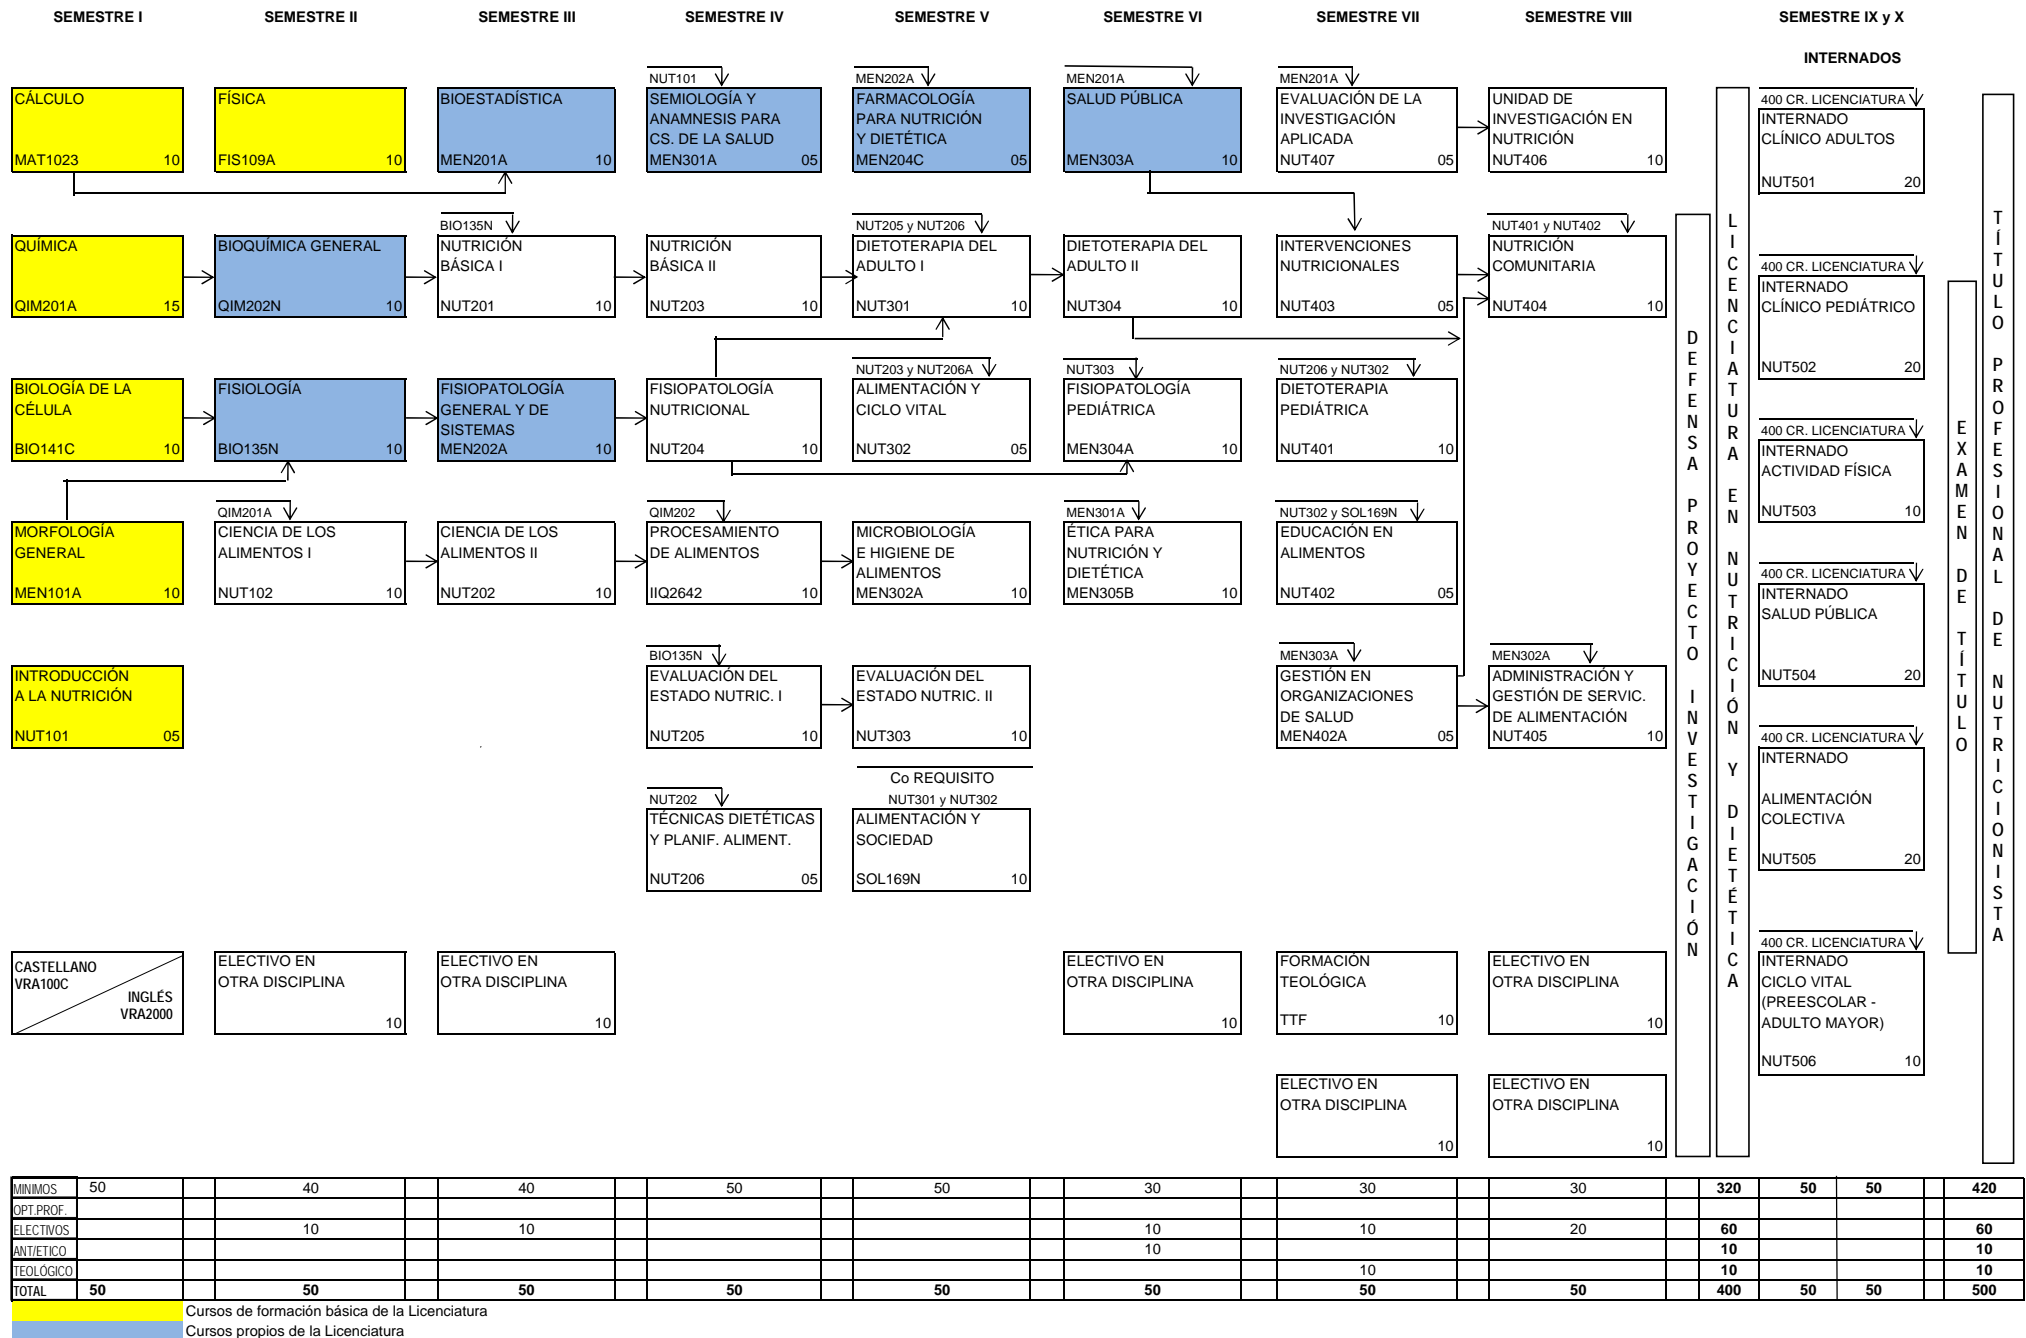 SEMESTRE I
SEMESTRE II
SEMESTRE III
SEMESTRE IV
SEMESTRE V
SEMESTRE VI
SEMESTRE VII
SEMESTRE VIII
SEMESTRE IX y X
INTERNADOS
CÁLCULO
MAT1023 10
FÍSICA
FIS109A 10
BIOESTADÍSTICA
MEN201A 10
NUT101
SEMIOLOGÍA Y
ANAMNESIS PARA
CS. DE LA SALUD
MEN301A 05
MEN202A
FARMACOLOGÍA
PARA NUTRICIÓN
Y DIETÉTICA
MEN204C 05
MEN201A
SALUD PÚBLICA
MEN303A 10
MEN201A
EVALUACIÓN DE LA
INVESTIGACIÓN
APLICADA
NUT407 05
UNIDAD DE
INVESTIGACIÓN EN
NUTRICIÓN
NUT406 10
400 CR. LICENCIATURA
INTERNADO
CLÍNICO ADULTOS
NUT501 20
QUÍMICA
QIM201A 15
BIOQUÍMICA GENERAL
QIM202N 10
BIO135N
NUTRICIÓN
BÁSICA I
NUT201 10
NUTRICIÓN
BÁSICA II
NUT203 10
NUT205 y NUT206
DIETOTERAPIA DEL
ADULTO I
NUT301 10
DIETOTERAPIA DEL
ADULTO II
NUT304 10
INTERVENCIONES
NUTRICIONALES
NUT403 05
NUT401 y NUT402
NUTRICIÓN
COMUNITARIA
NUT404 10
400 CR. LICENCIATURA
INTERNADO
CLÍNICO PEDIÁTRICO
NUT502 20
BIOLOGÍA DE LA
CÉLULA
BIO141C 10
FISIOLOGÍA
BIO135N 10
FISIOPATOLOGÍA
GENERAL Y DE
SISTEMAS
MEN202A 10
FISIOPATOLOGÍA
NUTRICIONAL
NUT204 10
NUT203 y NUT206A
ALIMENTACIÓN Y
CICLO VITAL
NUT302 05
NUT303
FISIOPATOLOGÍA
PEDIÁTRICA
MEN304A 10
NUT206 y NUT302
DIETOTERAPIA
PEDIÁTRICA
NUT401 10
400 CR. LICENCIATURA
INTERNADO
ACTIVIDAD FÍSICA
NUT503 10
MORFOLOGÍA
GENERAL
MEN101A 10
QIM201A
CIENCIA DE LOS
ALIMENTOS I
NUT102 10
CIENCIA DE LOS
ALIMENTOS II
NUT202 10
QIM202
PROCESAMIENTO
DE ALIMENTOS
IIQ2642 10
MICROBIOLOGÍA
E HIGIENE DE
ALIMENTOS
MEN302A 10
MEN301A
ÉTICA PARA
NUTRICIÓN Y
DIETÉTICA
MEN305B 10
NUT302 y SOL169N
EDUCACIÓN EN
ALIMENTOS
NUT402 05
400 CR. LICENCIATURA
INTERNADO
SALUD PÚBLICA
NUT504 20
INTRODUCCIÓN
A LA NUTRICIÓN
NUT101 05
BIO135N
EVALUACIÓN DEL
ESTADO NUTRIC. I
NUT205 10
EVALUACIÓN DEL
ESTADO NUTRIC. II
NUT303 10
MEN303A
GESTIÓN EN
ORGANIZACIONES
DE SALUD
MEN402A 05
MEN302A
ADMINISTRACIÓN Y
GESTIÓN DE SERVIC.
DE ALIMENTACIÓN
NUT405 10
400 CR. LICENCIATURA
INTERNADO
ALIMENTACIÓN
COLECTIVA
NUT505 20
NUT202
TÉCNICAS DIETÉTICAS
Y PLANIF. ALIMENT.
NUT206 05
Co REQUISITO
NUT301 y NUT302
ALIMENTACIÓN Y
SOCIEDAD
SOL169N 10
CASTELLANO
VRA100C
INGLÉS
VRA2000
ELECTIVO EN
OTRA DISCIPLINA
10
ELECTIVO EN
OTRA DISCIPLINA
10
ELECTIVO EN
OTRA DISCIPLINA
10
FORMACIÓN
TEOLÓGICA
TTF 10
ELECTIVO EN
OTRA DISCIPLINA
10
400 CR. LICENCIATURA
INTERNADO
CICLO VITAL
(PREESCOLAR -
ADULTO MAYOR)
NUT506 10
ELECTIVO EN
OTRA DISCIPLINA
10
ELECTIVO EN
OTRA DISCIPLINA
10
DEFENSA PROYECTO INVESTIGACIÓN
LICENCIATURA EN NUTRICIÓN Y DIETÉTICA
EXAMEN DE TÍTULO
TÍTULO PROFESIONAL DE NUTRICIONISTA
MINIMOS 50 40 40 50 50 30 30 30 320 50 50 420
OPT.PROF.
ELECTIVOS 10 10 10 10 20 60 60
ANT/ETICO 10 10 10
TEOLÓGICO 10 10 10
TOTAL 50 50 50 50 50 50 50 50 400 50 50 500
Cursos de formación básica de la Licenciatura
Cursos propios de la Licenciatura